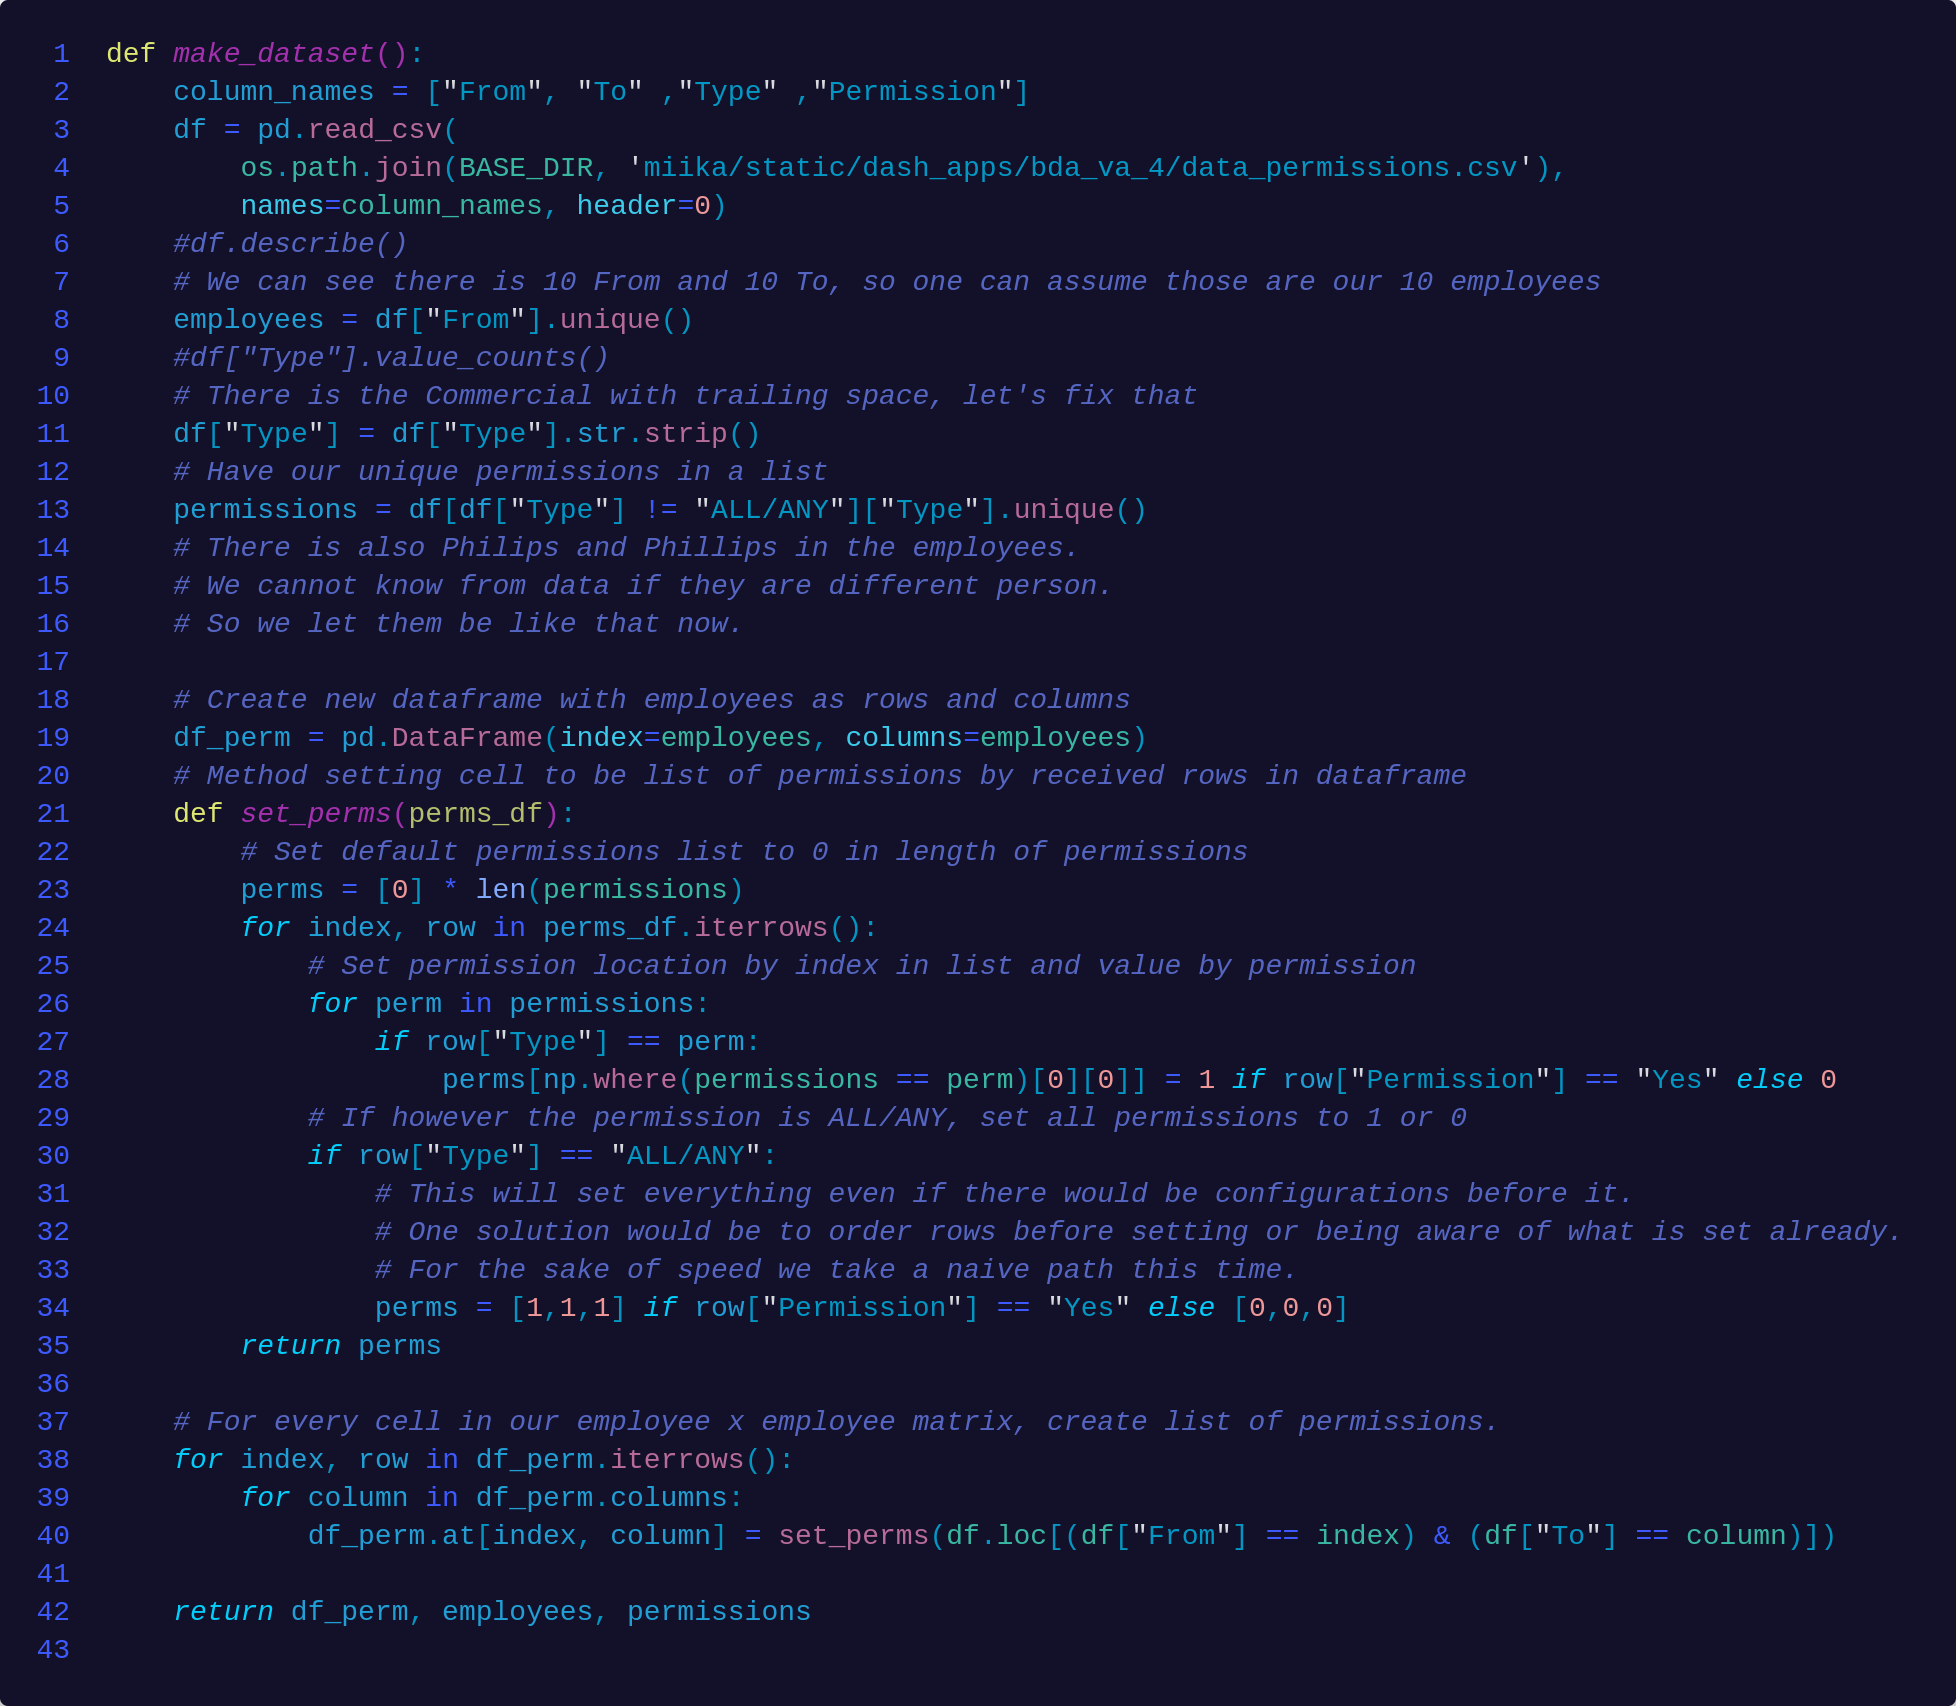 1 def make_dataset():
2     column_names = ["From", "To" ,"Type" ,"Permission"]
3     df = pd.read_csv(
4         os.path.join(BASE_DIR, 'miika/static/dash_apps/bda_va_4/data_permissions.csv'),
5         names=column_names, header=0)
6     #df.describe()
7     # We can see there is 10 From and 10 To, so one can assume those are our 10 employees
8     employees = df["From"].unique()
9     #df["Type"].value_counts()
10     # There is the Commercial with trailing space, let's fix that
11     df["Type"] = df["Type"].str.strip()
12     # Have our unique permissions in a list
13     permissions = df[df["Type"] != "ALL/ANY"]["Type"].unique()
14     # There is also Philips and Phillips in the employees.
15     # We cannot know from data if they are different person.
16     # So we let them be like that now.
17
18     # Create new dataframe with employees as rows and columns
19     df_perm = pd.DataFrame(index=employees, columns=employees)
20     # Method setting cell to be list of permissions by received rows in dataframe
21     def set_perms(perms_df):
22         # Set default permissions list to 0 in length of permissions
23         perms = [0] * len(permissions)
24         for index, row in perms_df.iterrows():
25             # Set permission location by index in list and value by permission
26             for perm in permissions:
27                 if row["Type"] == perm:
28                     perms[np.where(permissions == perm)[0][0]] = 1 if row["Permission"] == "Yes" else 0
29             # If however the permission is ALL/ANY, set all permissions to 1 or 0
30             if row["Type"] == "ALL/ANY":
31                 # This will set everything even if there would be configurations before it.
32                 # One solution would be to order rows before setting or being aware of what is set already.
33                 # For the sake of speed we take a naive path this time.
34                 perms = [1,1,1] if row["Permission"] == "Yes" else [0,0,0]
35         return perms
36
37     # For every cell in our employee x employee matrix, create list of permissions.
38     for index, row in df_perm.iterrows():
39         for column in df_perm.columns:
40             df_perm.at[index, column] = set_perms(df.loc[(df["From"] == index) & (df["To"] == column)])
41
42     return df_perm, employees, permissions
43